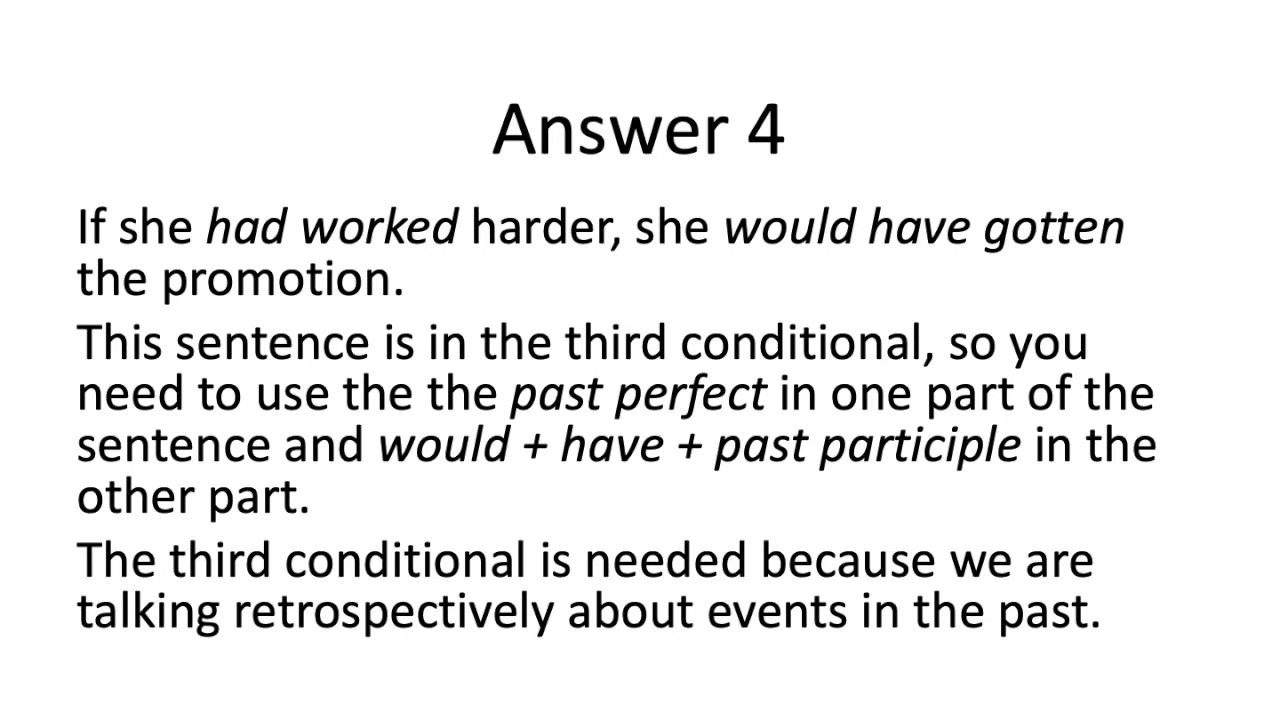 Answer 4
If she had worked harder, she would have gotten
the promotion.
This sentence is in the third conditional, so you
need to use the the past perfect in one part of the
sentence and would + have + past participle in the
other part.
The third conditional is needed because we are
talking retrospectively about events in the past.